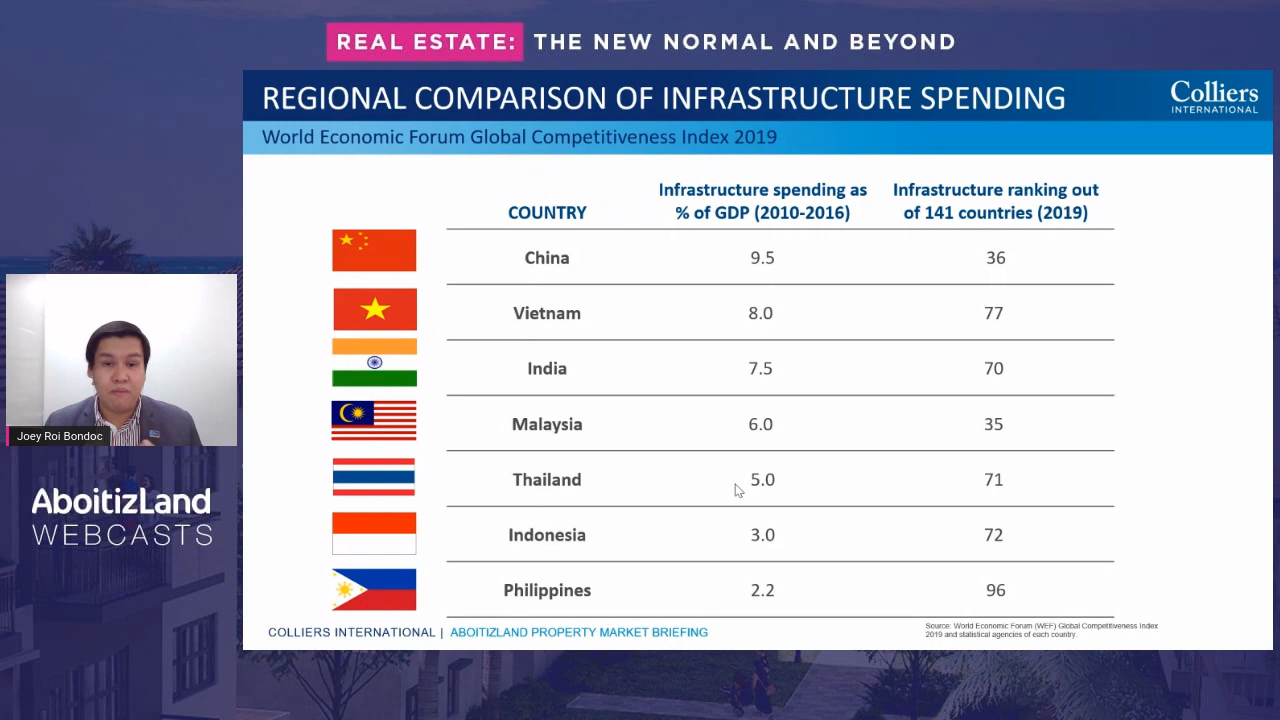 REAL ESTATE: THE NEW NORMAL AND BEYOND
REGIONAL COMPARISON OF INFRASTRUCTURE SPENDING
Colliers
INTERNATIONAL
World Economic Forum Global Competitiveness Index 2019
COUNTRY
Infrastructure spending as
% of GDP (2010-2016)
Infrastructure ranking out
of 141 countries (2019)
China 9.5 36
Vietnam 8.0 77
India 7.5 70
Malaysia 6.0 35
Thailand 5.0 71
Indonesia 3.0 72
Philippines 2.2 96
Joey Roi Bondoc
AboitizLand
WEBCASTS
COLLIERS INTERNATIONAL | ABOITIZLAND PROPERTY MARKET BRIEFING
Source: World Economic Forum (WEF) Global Competitiveness Index
2019 and statistical agencies of each country.